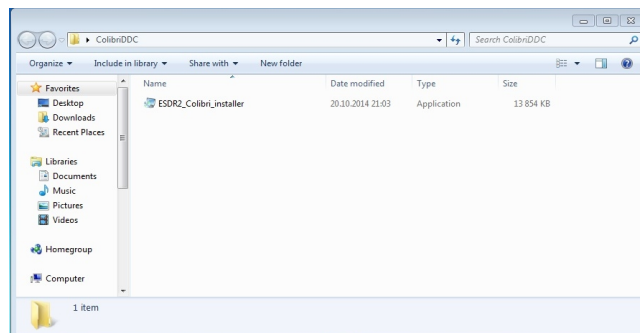 ColibriDDC
Search ColibriDDC
Organize Include in library Share with New folder
Name Date modified Type Size
ESDR2_Colibri_installer 20.10.2014 21:03 Application 13 854 KB
Favorites
Desktop
Downloads
Recent Places
Libraries
Documents
Music
Pictures
Videos
Homegroup
Computer
1 item